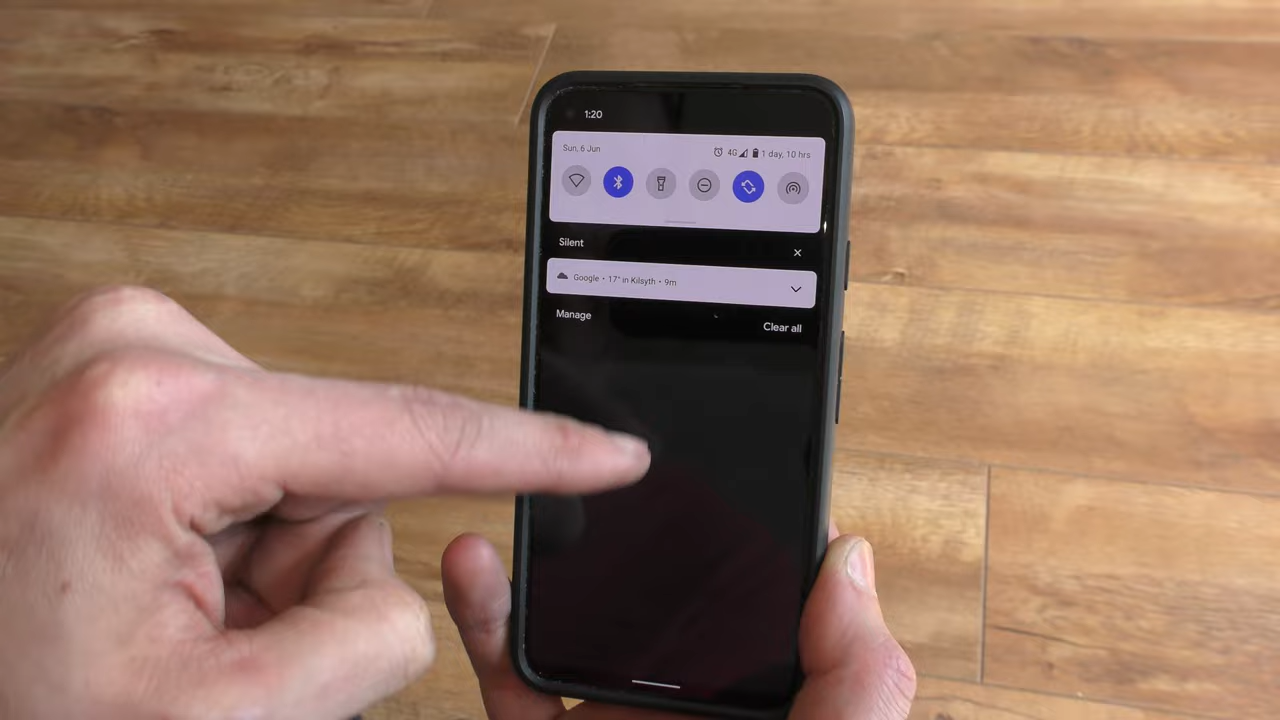 1:20
Sun, 6 Jun 4G 1 day, 10 hrs
Silent
Google • 17° in Kilsyth • 9m
Manage Clear all